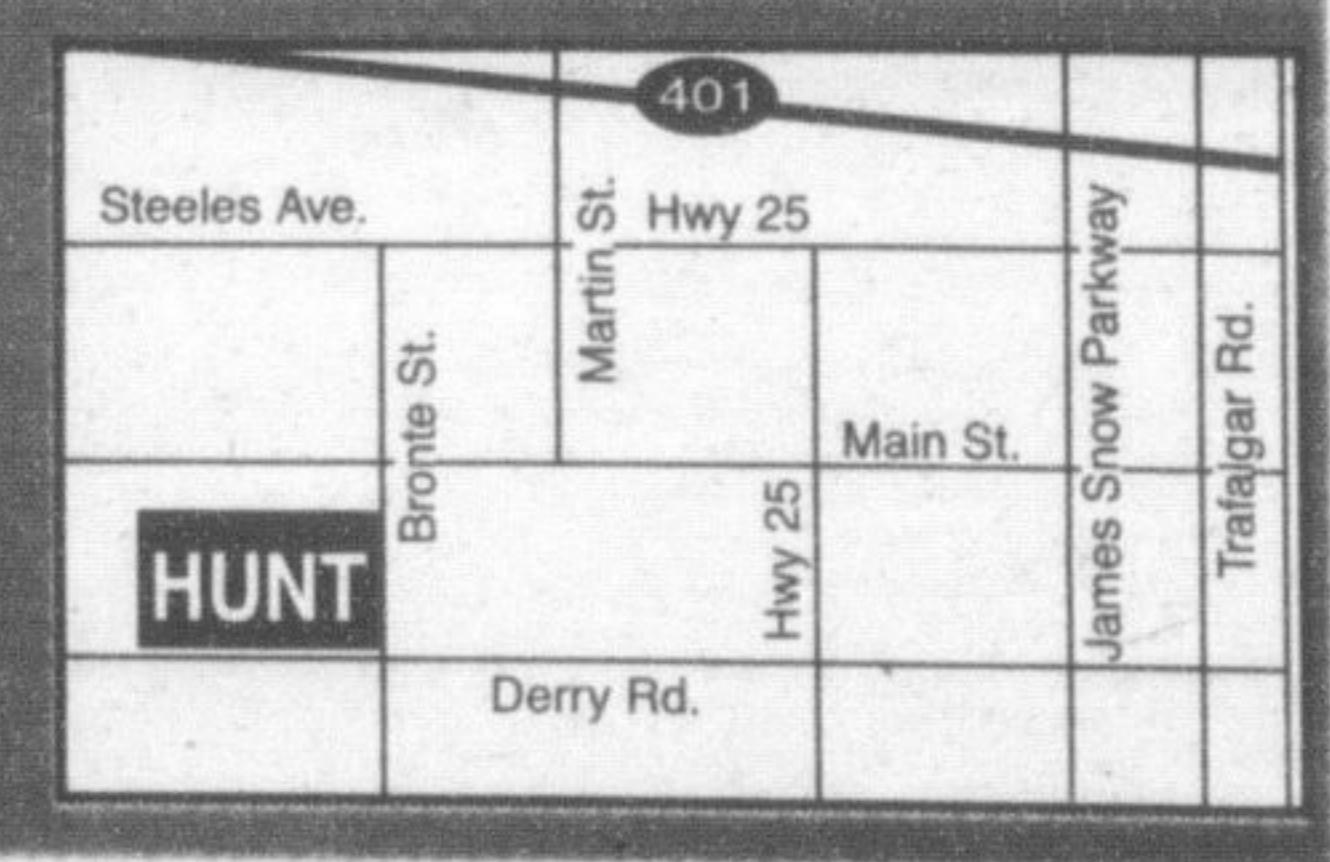 401
Steeles Ave.
Martin St.
Hwy 25
James Snow Parkway
Bronte St.
Trafalgar Rd.
Main St.
HUNT
Hwy 25
Derry Rd.